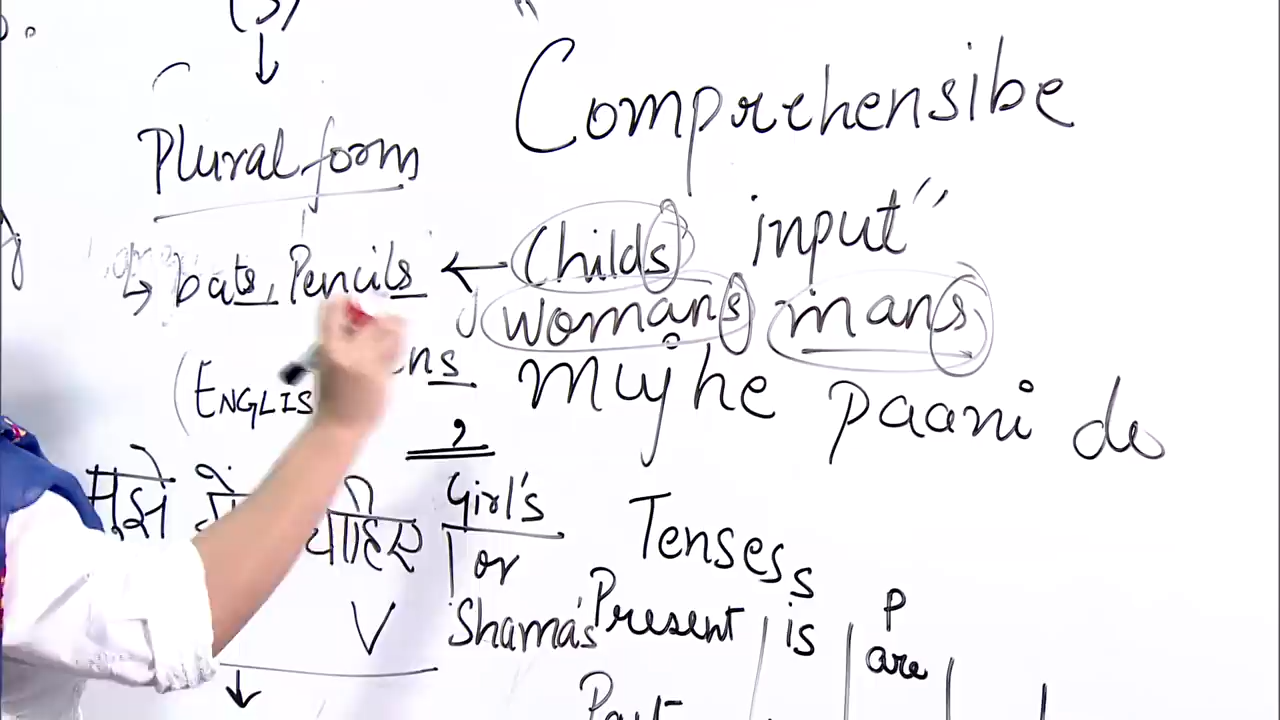 (S)
Plural form
bats, Pencils
ns
(ENGLIS
Girl's
or
Shama's
V
"Comprehensibe
input"
Childs
womans mans
Mujhe paani do
Tensess
Present is P are